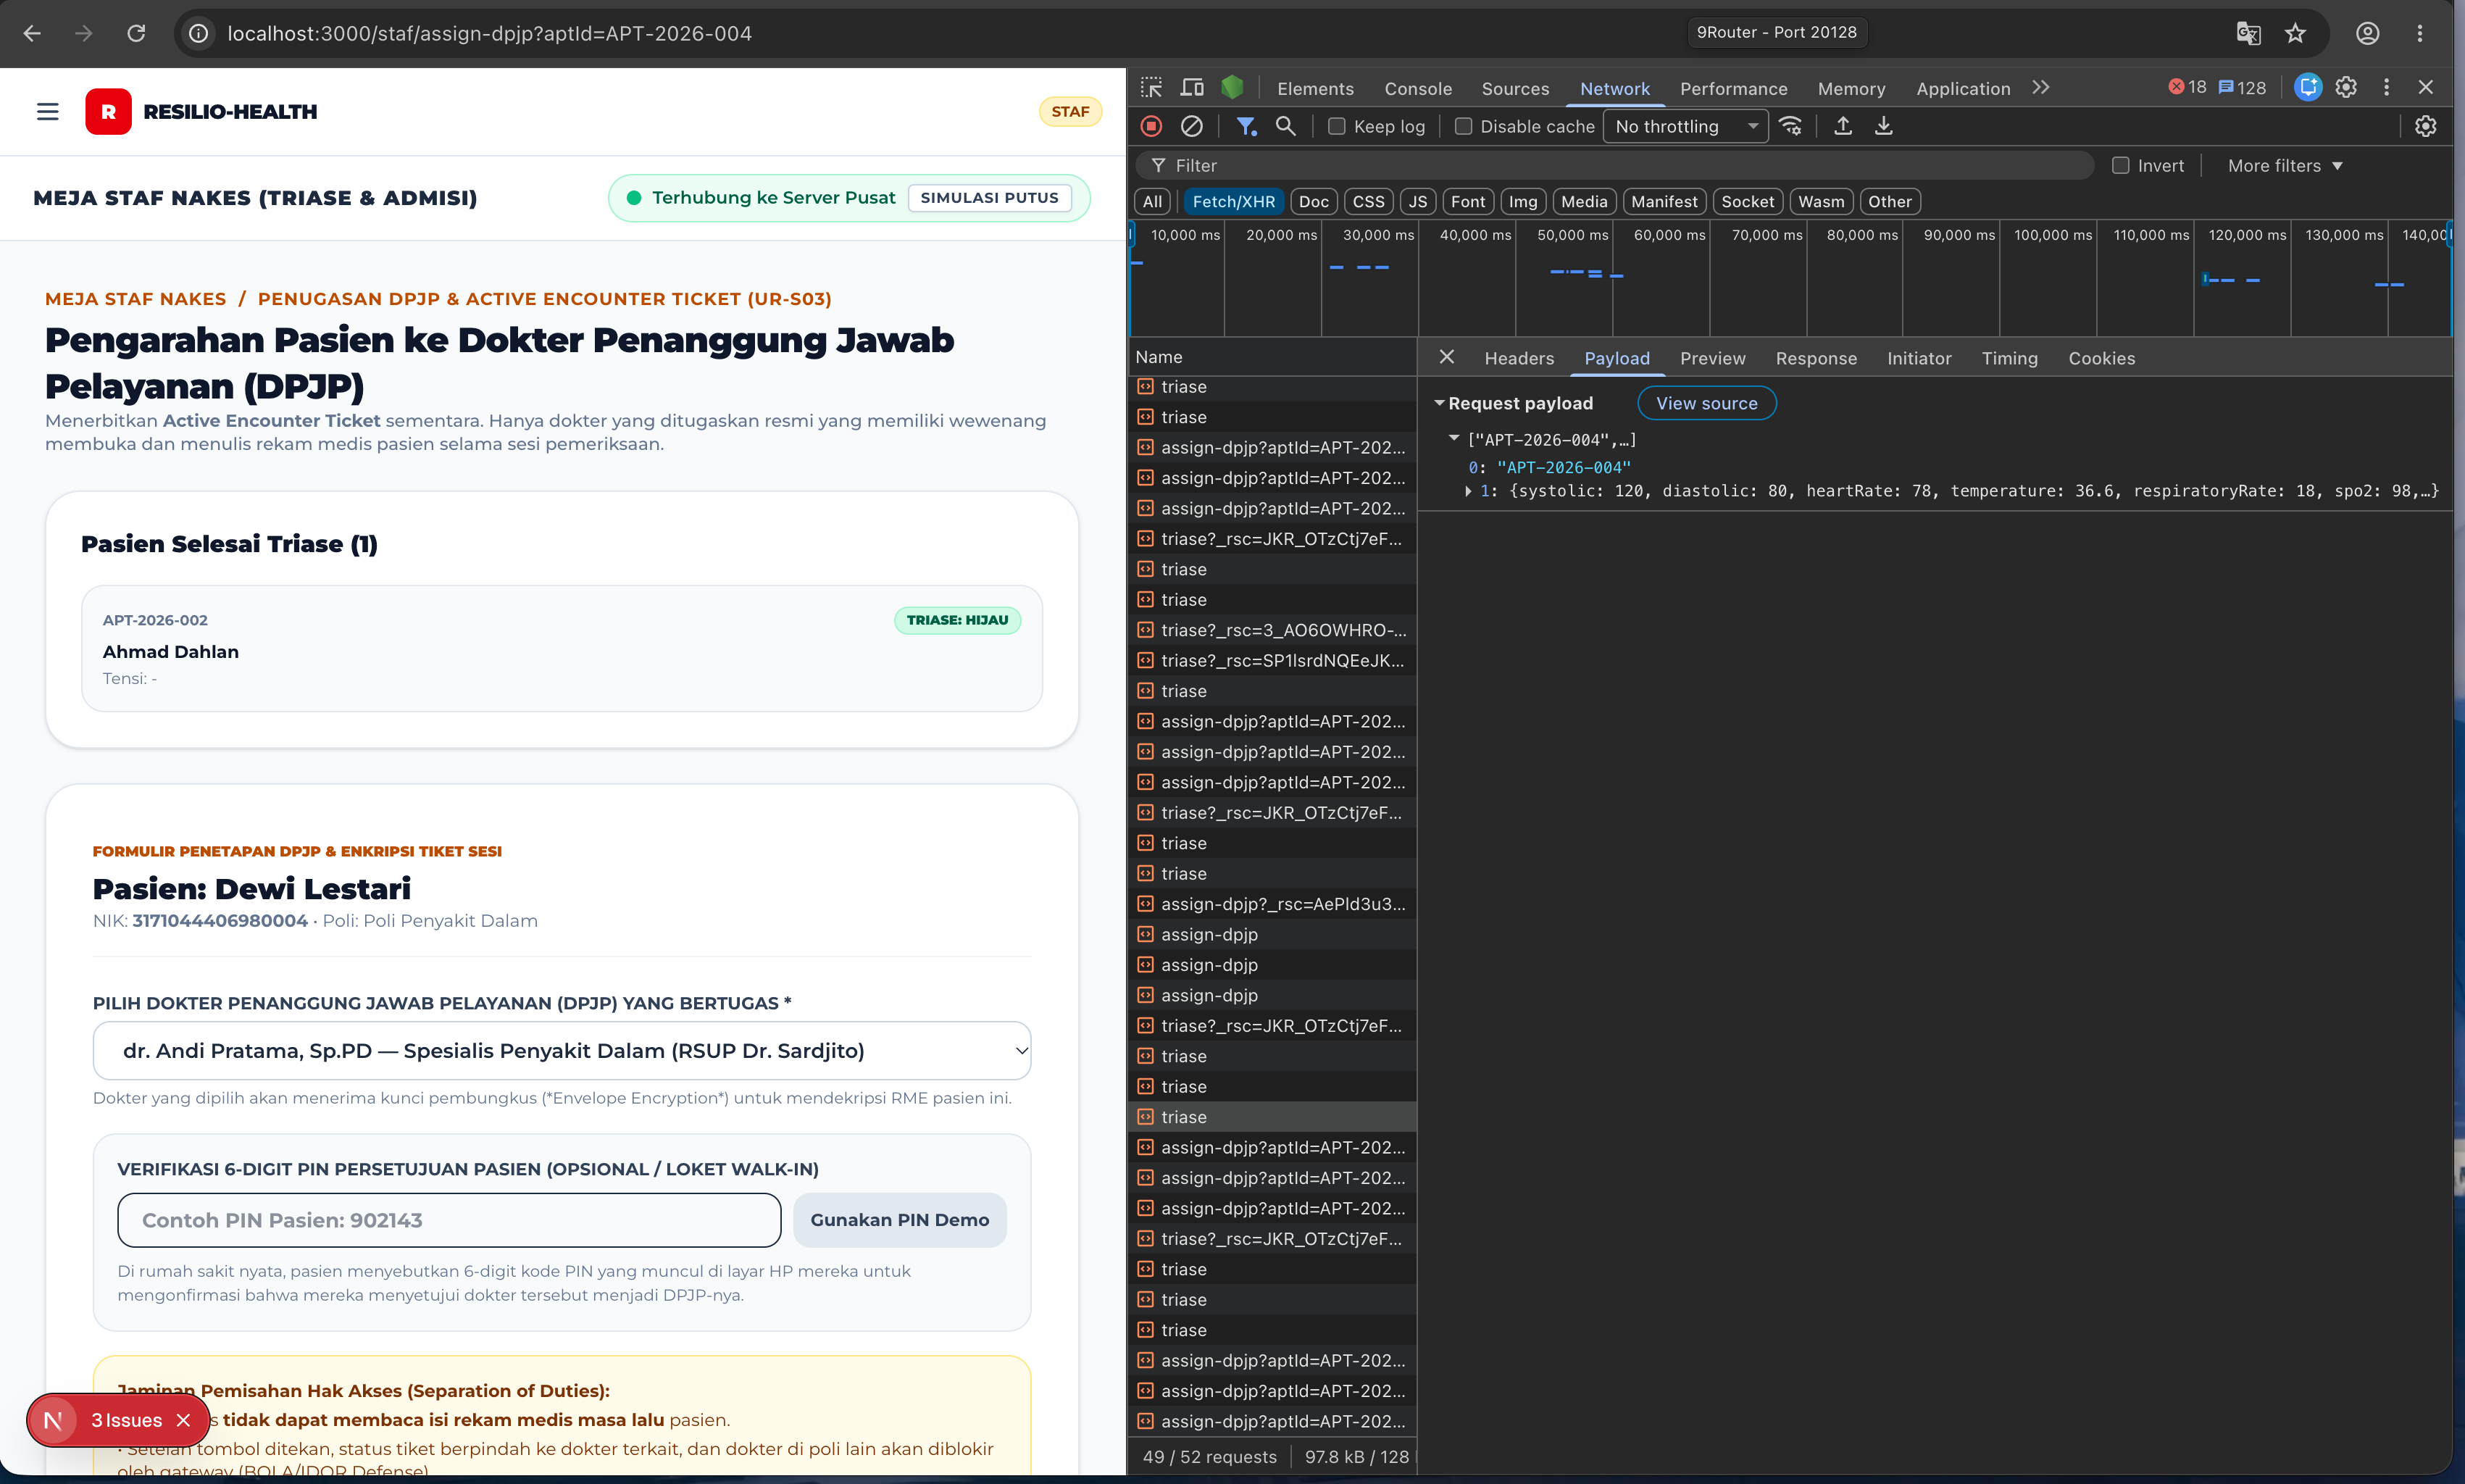 localhost:3000/staf/assign-dpjp?aptId=APT-2026-004
9Router - Port 20128
R RESILIO-HEALTH
STAF
MEJA STAF NAKES (TRIASE & ADMISI)
Terhubung ke Server Pusat
SIMULASI PUTUS
MEJA STAF NAKES / PENUGASAN DPJP & ACTIVE ENCOUNTER TICKET (UR-S03)
Pengarahan Pasien ke Dokter Penanggung Jawab
Pelayanan (DPJP)
Menerbitkan Active Encounter Ticket sementara. Hanya dokter yang ditugaskan resmi yang memiliki wewenang
membuka dan menulis rekam medis pasien selama sesi pemeriksaan.
Pasien Selesai Triase (1)
APT-2026-002
TRIASE: HIJAU
Ahmad Dahlan
Tensi: -
FORMULIR PENETAPAN DPJP & ENKRIPSI TIKET SESI
Pasien: Dewi Lestari
NIK: 3171044406980004 · Poli: Poli Penyakit Dalam
PILIH DOKTER PENANGGUNG JAWAB PELAYANAN (DPJP) YANG BERTUGAS *
dr. Andi Pratama, Sp.PD — Spesialis Penyakit Dalam (RSUP Dr. Sardjito)
Dokter yang dipilih akan menerima kunci pembungkus (*Envelope Encryption*) untuk mendekripsi RME pasien ini.
VERIFIKASI 6-DIGIT PIN PERSETUJUAN PASIEN (OPSIONAL / LOKET WALK-IN)
Contoh PIN Pasien: 902143
Gunakan PIN Demo
Di rumah sakit nyata, pasien menyebutkan 6-digit kode PIN yang muncul di layar HP mereka untuk
mengonfirmasi bahwa mereka menyetujui dokter tersebut menjadi DPJP-nya.
Jaminan Pemisahan Hak Akses (Separation of Duties):
s tidak dapat membaca isi rekam medis masa lalu pasien.
• Setelah tombol ditekan, status tiket berpindah ke dokter terkait, dan dokter di poli lain akan diblokir
oleh gateway (BOLA/IDOR Defense)
N 3 Issues
Elements Console Sources Network Performance Memory Application
18 128
Keep log Disable cache No throttling
Filter Invert More filters
All Fetch/XHR Doc CSS JS Font Img Media Manifest Socket Wasm Other
10,000 ms 20,000 ms 30,000 ms 40,000 ms 50,000 ms 60,000 ms 70,000 ms 80,000 ms 90,000 ms 100,000 ms 110,000 ms 120,000 ms 130,000 ms 140,00
Name
triase
triase
assign-dpjp?aptId=APT-202...
assign-dpjp?aptId=APT-202...
assign-dpjp?aptId=APT-202...
triase?_rsc=JKR_OTzCtj7eF...
triase
triase
triase?_rsc=3_AO6OWHRO-...
triase?_rsc=SP1lsrdNQEeJK...
triase
assign-dpjp?aptId=APT-202...
assign-dpjp?aptId=APT-202...
assign-dpjp?aptId=APT-202...
triase?_rsc=JKR_OTzCtj7eF...
triase
triase
assign-dpjp?_rsc=AePId3u3...
assign-dpjp
assign-dpjp
assign-dpjp
triase?_rsc=JKR_OTzCtj7eF...
triase
triase
triase
assign-dpjp?aptId=APT-202...
assign-dpjp?aptId=APT-202...
assign-dpjp?aptId=APT-202...
triase?_rsc=JKR_OTzCtj7eF...
triase
triase
triase
assign-dpjp?aptId=APT-202...
assign-dpjp?aptId=APT-202...
assign-dpjp?aptId=APT-202...
49 / 52 requests 97.8 kB / 128
Headers Payload Preview Response Initiator Timing Cookies
Request payload View source
["APT-2026-004",…]
0: "APT-2026-004"
1: {systolic: 120, diastolic: 80, heartRate: 78, temperature: 36.6, respiratoryRate: 18, spo2: 98,…}